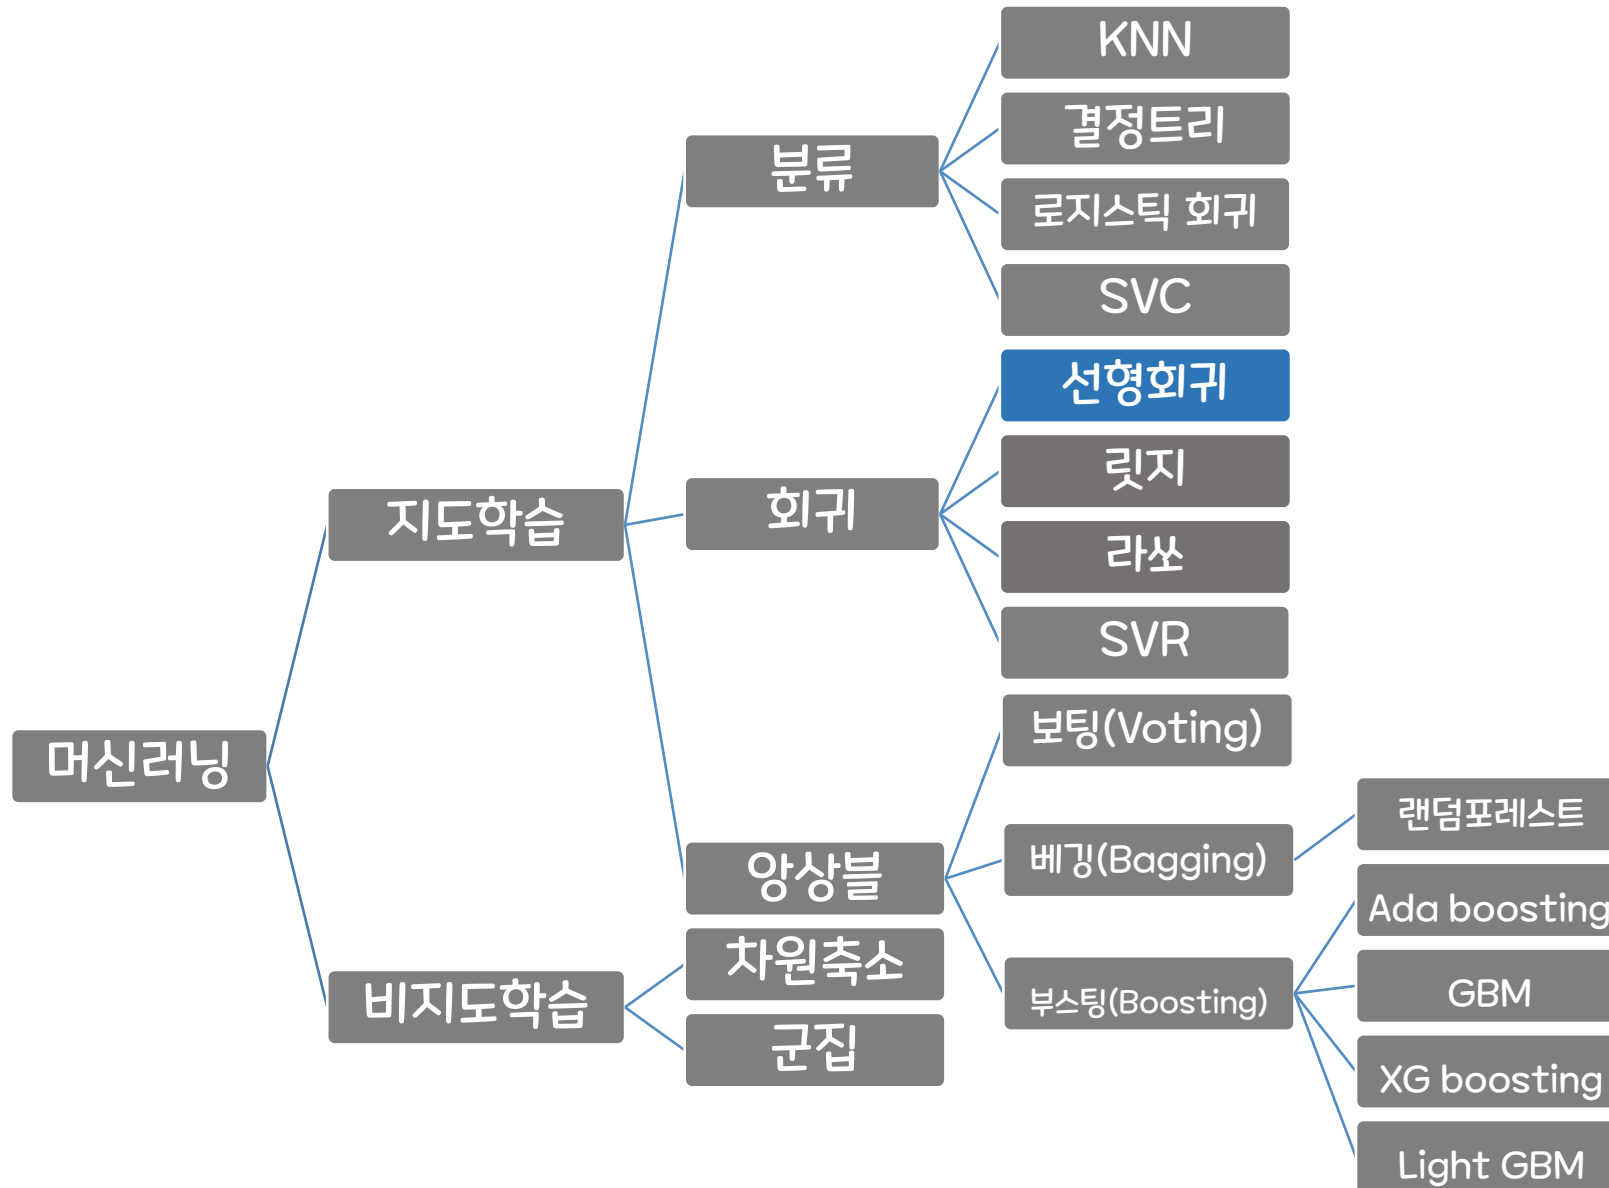 KNN
결정트리
분류
로지스틱 회귀
SVC
선형회귀
릿지
지도학습
회귀
라쏘
SVR
보팅(Voting)
머신러닝
랜덤포레스트
베깅(Bagging)
앙상블
Ada boosting
차원축소
비지도학습
부스팅(Boosting)
GBM
군집
XG boosting
Light GBM